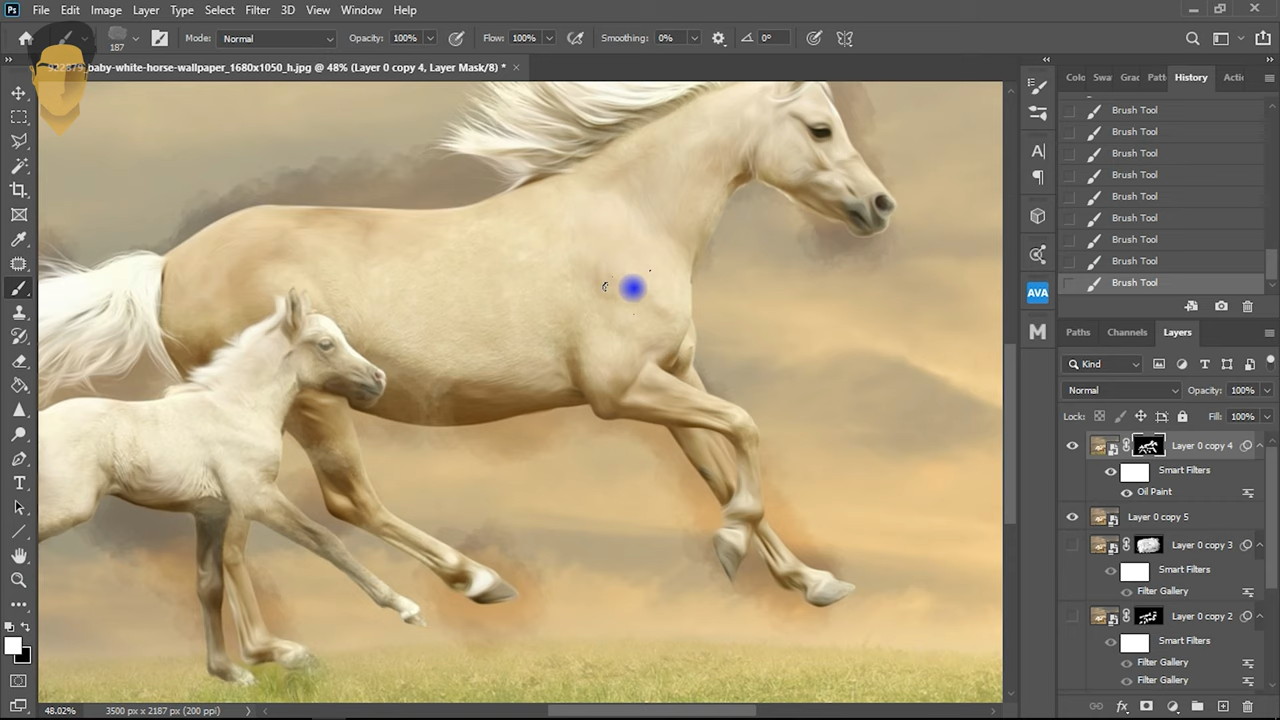 Ps File Edit Image Layer Type Select Filter 3D View Window Help
187 Mode: Normal Opacity: 100% Flow: 100% Smoothing: 0% 0°
baby-white-horse-wallpaper_1680x1050_h.jpg @ 48% (Layer 0 copy 4, Layer Mask/8) *
Colc Swa Grac Patt History Actic
Brush Tool
Brush Tool
Brush Tool
Brush Tool
Brush Tool
Brush Tool
Brush Tool
Brush Tool
Brush Tool
AVA
M
Paths Channels Layers
Kind
Normal Opacity: 100%
Lock: Fill: 100%
Layer 0 copy 4
Smart Filters
Oil Paint
Layer 0 copy 5
Layer 0 copy 3
Smart Filters
Filter Gallery
Layer 0 copy 2
Smart Filters
Filter Gallery
Filter Gallery
48.02% 3500 px x 2187 px (200 ppi)